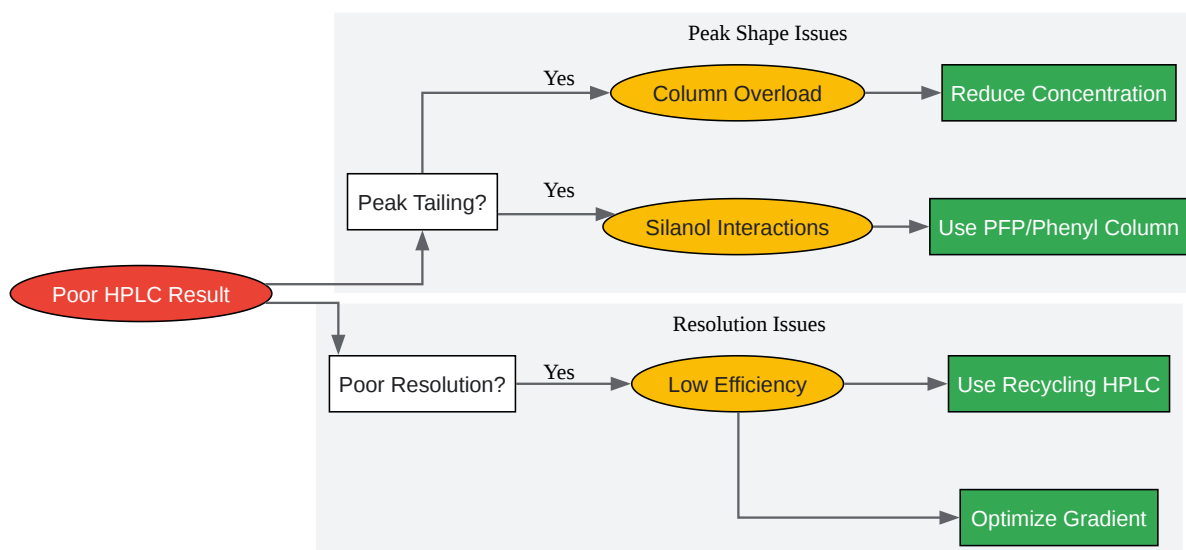 Peak Shape Issues
Yes
Column Overload
Reduce Concentration
Peak Tailing?
Yes
Silanol Interactions
Use PFP/Phenyl Column
Poor HPLC Result
Resolution Issues
Poor Resolution?
Yes
Low Efficiency
Use Recycling HPLC
Optimize Gradient